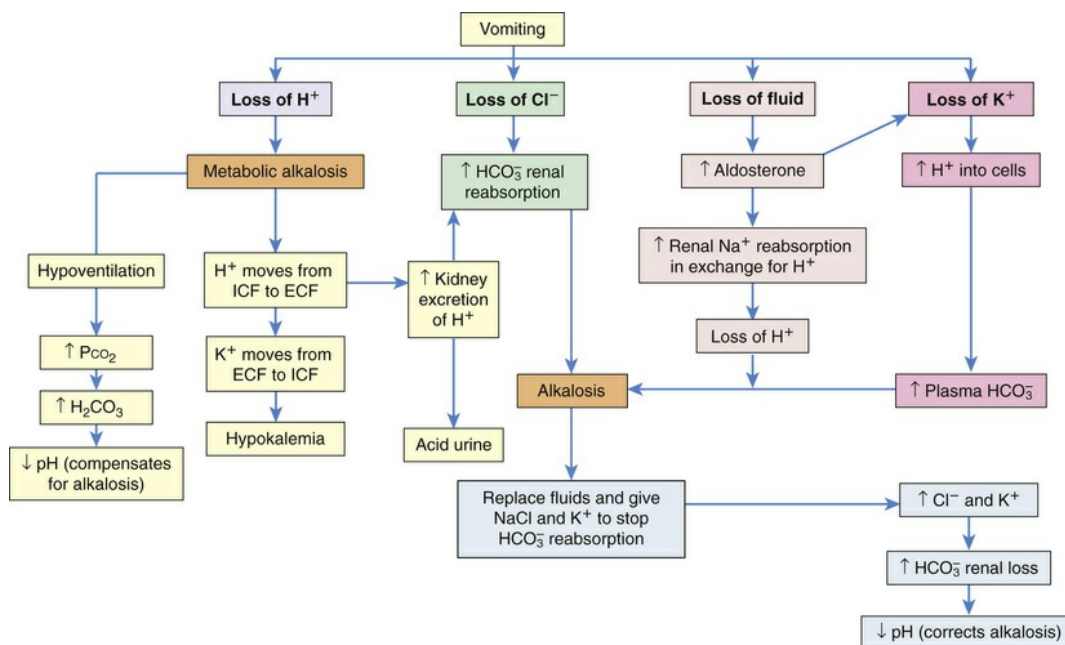 Vomiting
Loss of H⁺
Loss of Cl⁻
Loss of fluid
Loss of K⁺
Metabolic alkalosis
↑ HCO₃⁻ renal
reabsorption
↑ Aldosterone
↑ H⁺ into cells
Hypoventilation
H⁺ moves from
ICF to ECF
↑ Kidney
excretion
of H⁺
↑ Renal Na⁺ reabsorption
in exchange for H⁺
↑ PCO₂
K⁺ moves from
ECF to ICF
Loss of H⁺
↑ H₂CO₃
Alkalosis
↑ Plasma HCO₃⁻
Hypokalemia
Acid urine
↓ pH (compensates
for alkalosis)
Replace fluids and give
NaCl and K⁺ to stop
HCO₃⁻ reabsorption
↑ Cl⁻ and K⁺
↑ HCO₃⁻ renal loss
↓ pH (corrects alkalosis)